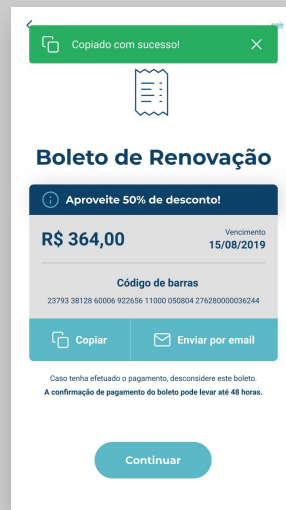 Copiado com sucesso!
Boleto de Renovação
Aproveite 50% de desconto!
R$ 364,00
Vencimento
15/08/2019
Código de barras
23793 38128 60006 922656 11000 050804 276280000036244
Copiar
Enviar por email
Caso tenha efetuado o pagamento, desconsidere este boleto.
A confirmação de pagamento do boleto pode levar até 48 horas.
Continuar